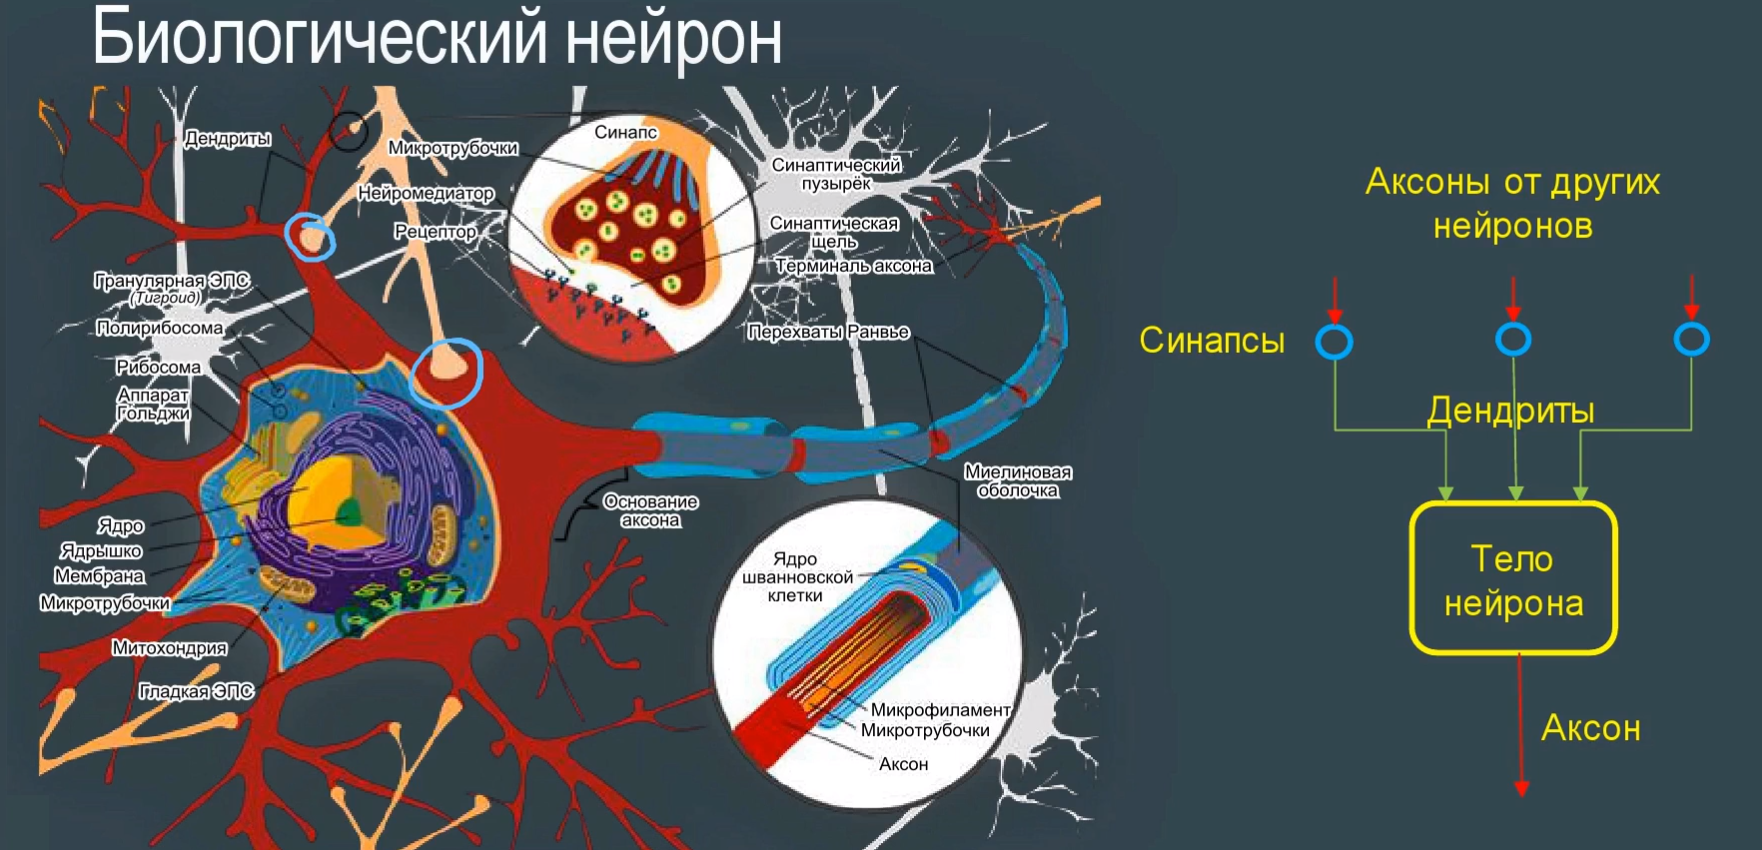 Биологический нейрон
Дендриты
Микротрубочки
Нейромедиатор
Рецептор
Синапс
Синаптический
пузырёк
Синаптическая
щель
Терминаль аксона
Перехваты Ранвье
Гранулярная ЭПС
(Тигроид)
Полирибосома
Рибосома
Аппарат
Гольджи
Ядро
Ядрышко
Мембрана
Микротрубочки
Митохондрия
Гладкая ЭПС
Основание
аксона
Миелиновая
оболочка
Ядро
шванновской
клетки
Микрофиламент
Микротрубочки
Аксон
Аксоны от других
нейронов
Синапсы
Дендриты
Тело
нейрона
Аксон